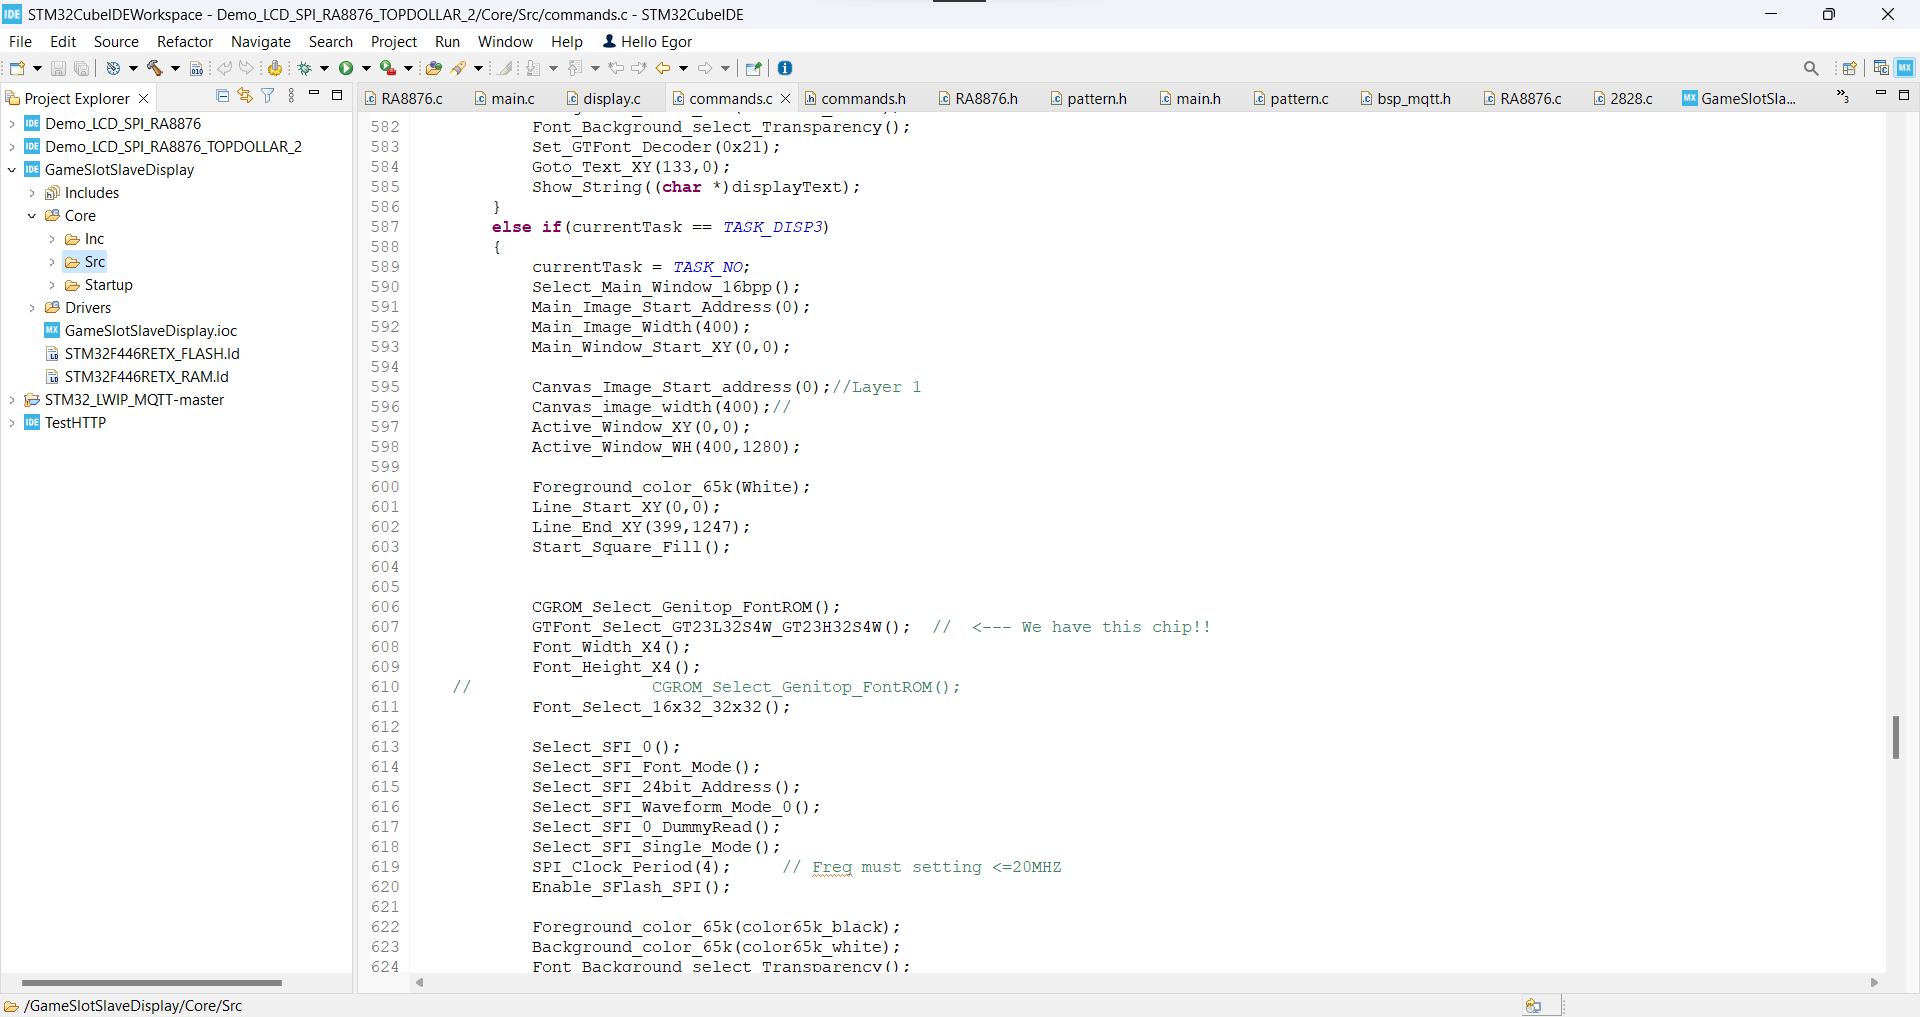 IDE STM32CubeIDEWorkspace - Demo_LCD_SPI_RA8876_TOPDOLLAR_2/Core/Src/commands.c - STM32CubeIDE
File Edit Source Refactor Navigate Search Project Run Window Help Hello Egor
Project Explorer
RA8876.c main.c display.c commands.c commands.h RA8876.h pattern.h main.h pattern.c bsp_mqtt.h RA8876.c 2828.c MX GameSlotSla... »3
IDE Demo_LCD_SPI_RA8876
IDE Demo_LCD_SPI_RA8876_TOPDOLLAR_2
IDE GameSlotSlaveDisplay
Includes
Core
Inc
Src
Startup
Drivers
MX GameSlotSlaveDisplay.ioc
STM32F446RETX_FLASH.ld
STM32F446RETX_RAM.ld
STM32_LWIP_MQTT-master
IDE TestHTTP
582 Font_Background_select_Transparency();
583 Set_GTFont_Decoder(0x21);
584 Goto_Text_XY(133,0);
585 Show_String((char *)displayText);
586 }
587 else if(currentTask == TASK_DISP3)
588 {
589 currentTask = TASK_NO;
590 Select_Main_Window_16bpp();
591 Main_Image_Start_Address(0);
592 Main_Image_Width(400);
593 Main_Window_Start_XY(0,0);
594
595 Canvas_Image_Start_address(0);//Layer 1
596 Canvas_image_width(400);//
597 Active_Window_XY(0,0);
598 Active_Window_WH(400,1280);
599
600 Foreground_color_65k(White);
601 Line_Start_XY(0,0);
602 Line_End_XY(399,1247);
603 Start_Square_Fill();
604
605
606 CGROM_Select_Genitop_FontROM();
607 GTFont_Select_GT23L32S4W_GT23H32S4W(); // <--- We have this chip!!
608 Font_Width_X4();
609 Font_Height_X4();
610 // CGROM_Select_Genitop_FontROM();
611 Font_Select_16x32_32x32();
612
613 Select_SFI_0();
614 Select_SFI_Font_Mode();
615 Select_SFI_24bit_Address();
616 Select_SFI_Waveform_Mode_0();
617 Select_SFI_0_DummyRead();
618 Select_SFI_Single_Mode();
619 SPI_Clock_Period(4); // Freq must setting <=20MHZ
620 Enable_SFlash_SPI();
621
622 Foreground_color_65k(color65k_black);
623 Background_color_65k(color65k_white);
624 Font_Background_select_Transparency();
/GameSlotSlaveDisplay/Core/Src